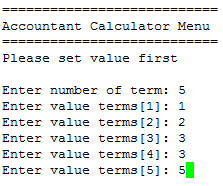 ===========================
Accountant Calculator Menu
===========================
Please set value first
Enter number of term: 5
Enter value terms[1]: 1
Enter value terms[2]: 2
Enter value terms[3]: 3
Enter value terms[4]: 3
Enter value terms[5]: 5